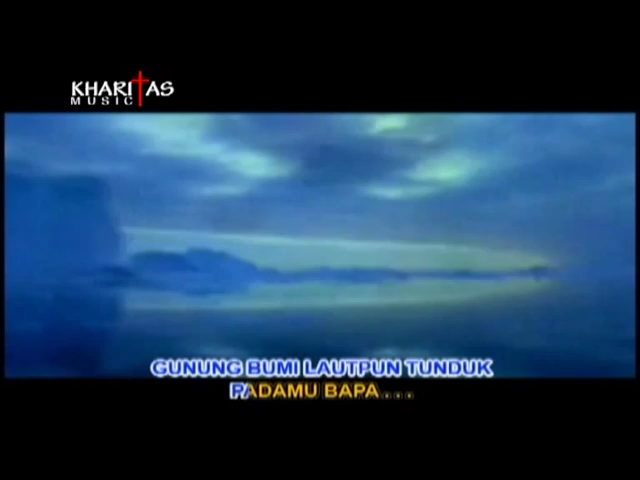 KHARITAS
MUSIC
GUNUNG BUMI LAUTPUN TUNDUK
PADAMU BAPA . . .